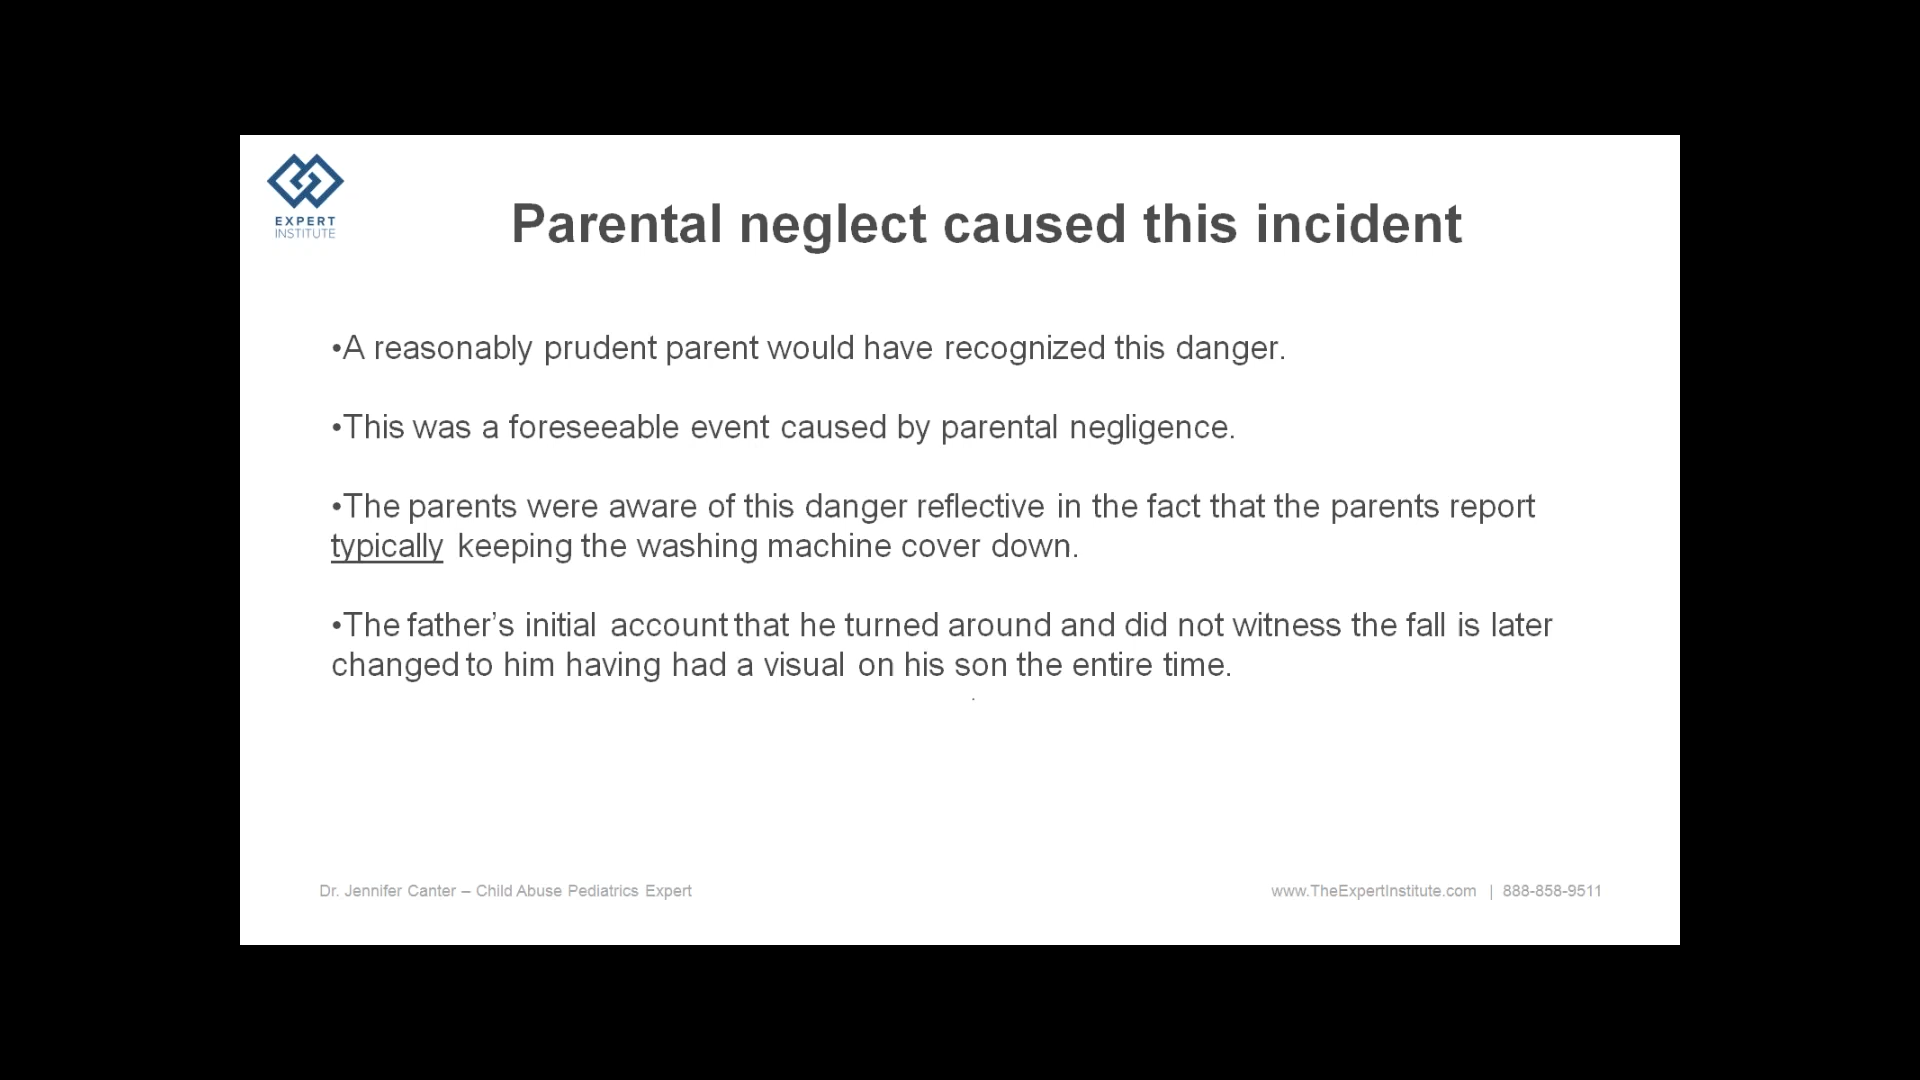 EXPERT
INSTITUTE
Parental neglect caused this incident
•A reasonably prudent parent would have recognized this danger.
•This was a foreseeable event caused by parental negligence.
•The parents were aware of this danger reflective in the fact that the parents report
typically keeping the washing machine cover down.
•The father’s initial account that he turned around and did not witness the fall is later
changed to him having had a visual on his son the entire time.
.
Dr. Jennifer Canter – Child Abuse Pediatrics Expert
www.TheExpertInstitute.com | 888-858-9511